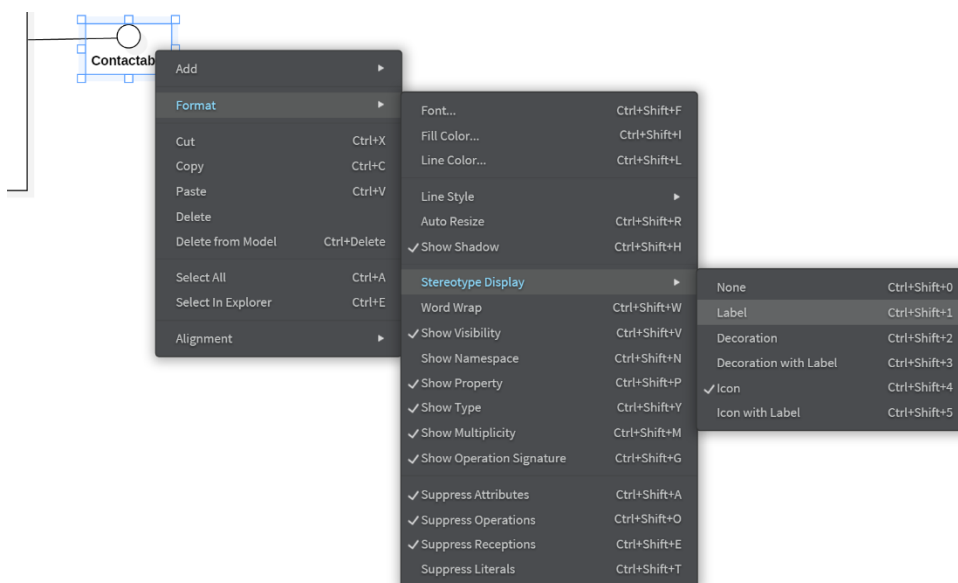 Contactab
Add
Format
Cut Ctrl+X
Copy Ctrl+C
Paste Ctrl+V
Delete
Delete from Model Ctrl+Delete
Select All Ctrl+A
Select In Explorer Ctrl+E
Alignment
Font... Ctrl+Shift+F
Fill Color... Ctrl+Shift+I
Line Color... Ctrl+Shift+L
Line Style
Auto Resize Ctrl+Shift+R
Show Shadow Ctrl+Shift+H
Stereotype Display
Word Wrap Ctrl+Shift+W
Show Visibility Ctrl+Shift+V
Show Namespace Ctrl+Shift+N
Show Property Ctrl+Shift+P
Show Type Ctrl+Shift+Y
Show Multiplicity Ctrl+Shift+M
Show Operation Signature Ctrl+Shift+G
Suppress Attributes Ctrl+Shift+A
Suppress Operations Ctrl+Shift+O
Suppress Receptions Ctrl+Shift+E
Suppress Literals Ctrl+Shift+T
None Ctrl+Shift+0
Label Ctrl+Shift+1
Decoration Ctrl+Shift+2
Decoration with Label Ctrl+Shift+3
Icon Ctrl+Shift+4
Icon with Label Ctrl+Shift+5